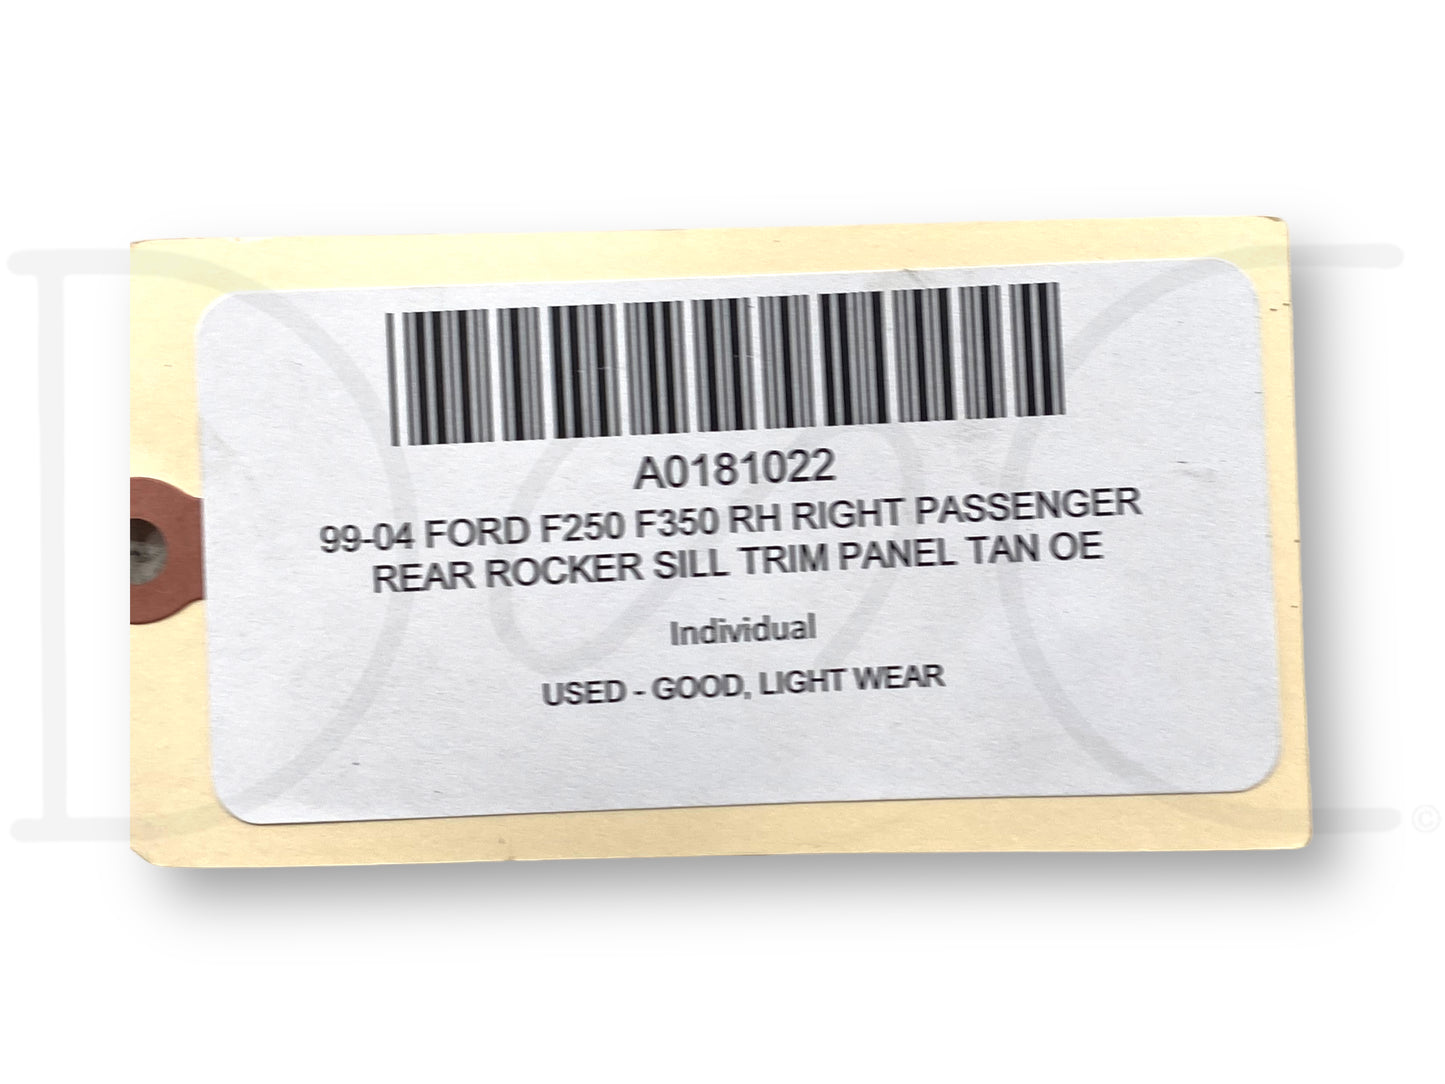 A0181022
99-04 FORD F250 F350 RH RIGHT PASSENGER
REAR ROCKER SILL TRIM PANEL TAN OE
Individual
USED - GOOD, LIGHT WEAR
©